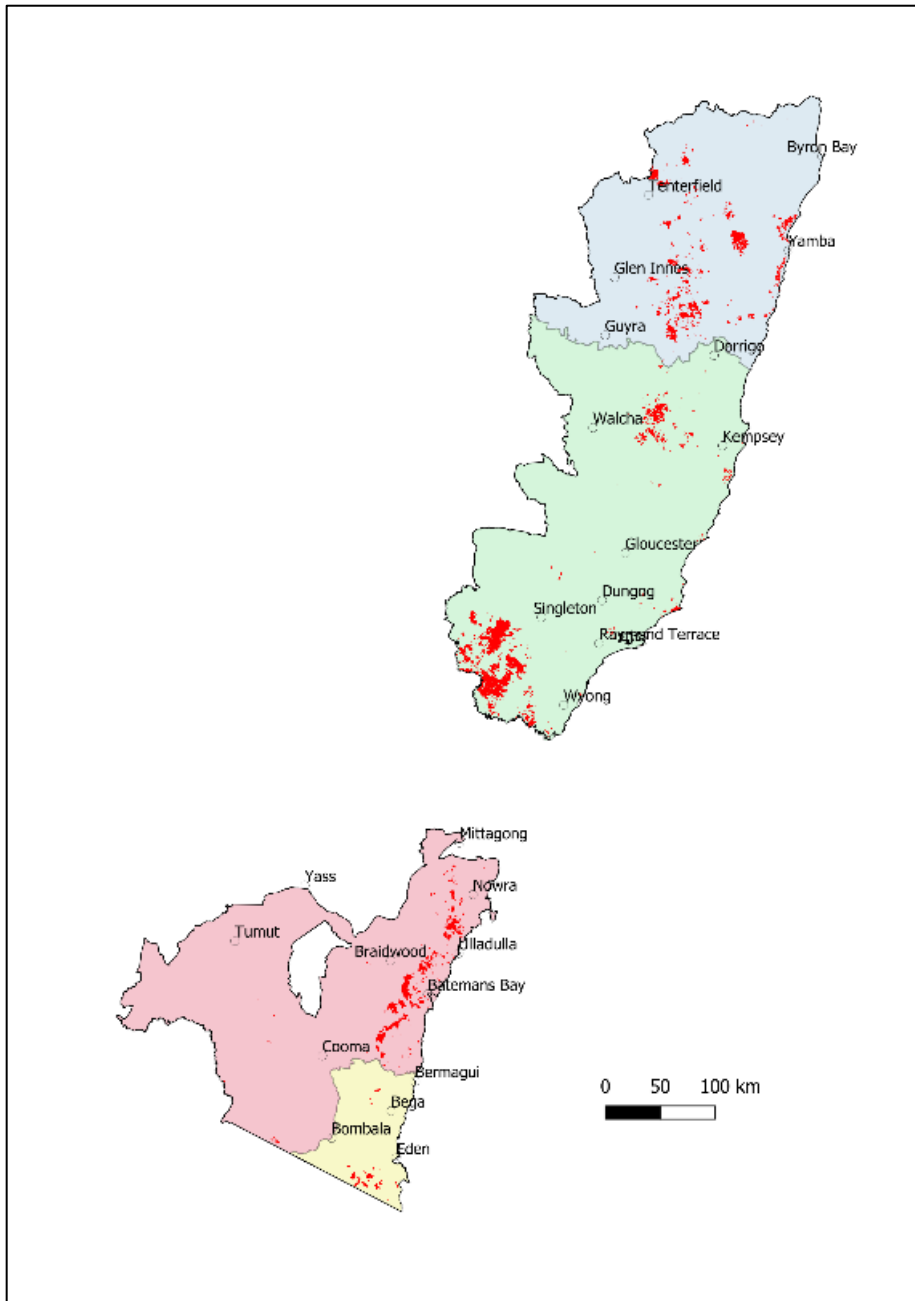 Byron Bay
Tenterfield
Yamba
Glen Innes
Guyra
Dorrigo
Walcha
Kempsey
Gloucester
Dungog
Singleton
Raymond Terrace
Wyong
Mittagong
Yass
Nowra
Tumut
Braidwood
Ulladulla
Batemans Bay
Cooma
Bermagui
0 50 100 km
Bega
Bombala
Eden